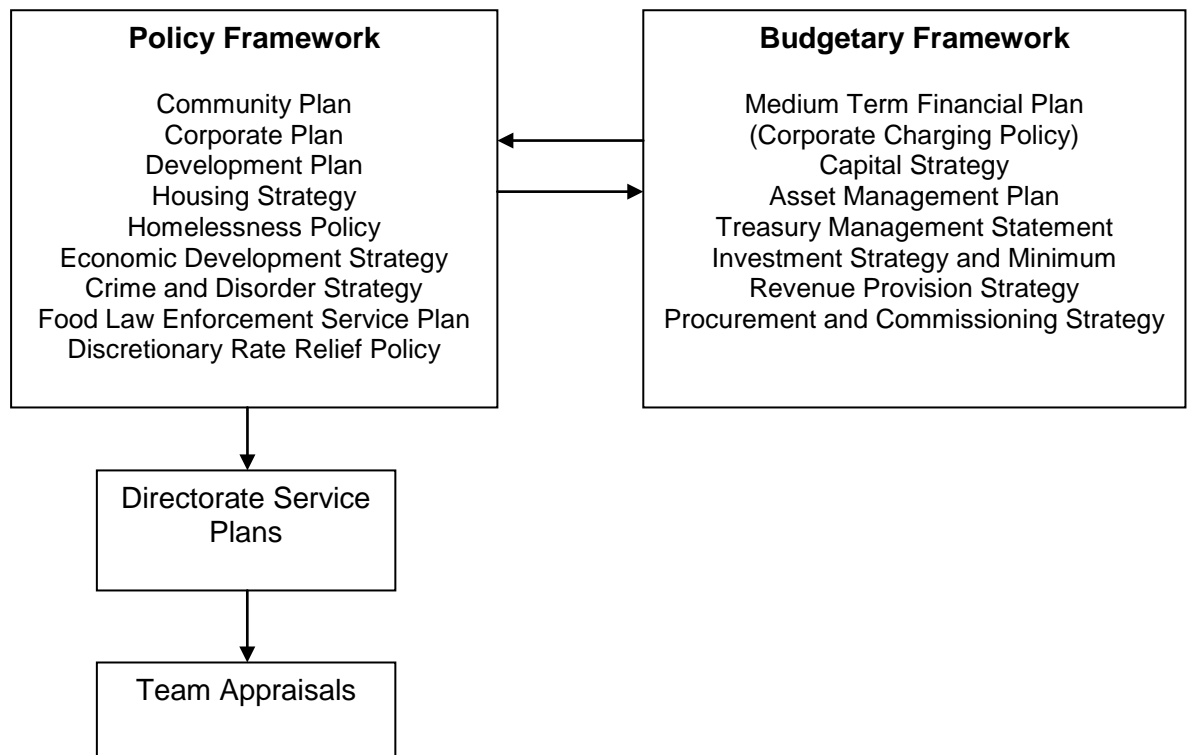 Policy Framework
Community Plan
Corporate Plan
Development Plan
Housing Strategy
Homelessness Policy
Economic Development Strategy
Crime and Disorder Strategy
Food Law Enforcement Service Plan
Discretionary Rate Relief Policy
Budgetary Framework
Medium Term Financial Plan
(Corporate Charging Policy)
Capital Strategy
Asset Management Plan
Treasury Management Statement
Investment Strategy and Minimum
Revenue Provision Strategy
Procurement and Commissioning Strategy
Directorate Service
Plans
Team Appraisals